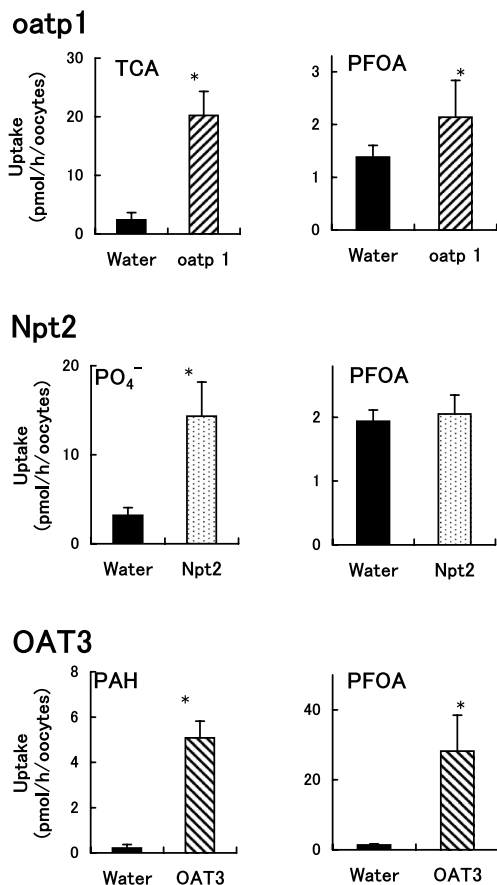 oatp1
TCA
*
Uptake
(pmol/h/oocytes)
30
20
10
0
Water oatp 1
PFOA
*
3
2
1
0
Water oatp 1
Npt2
PO4⁻
*
Uptake
(pmol/h/oocytes)
20
10
0
Water Npt2
PFOA
2
1
0
Water Npt2
OAT3
PAH
*
Uptake
(pmol/h/oocytes)
8
6
4
2
0
Water OAT3
PFOA
*
40
20
0
Water OAT3